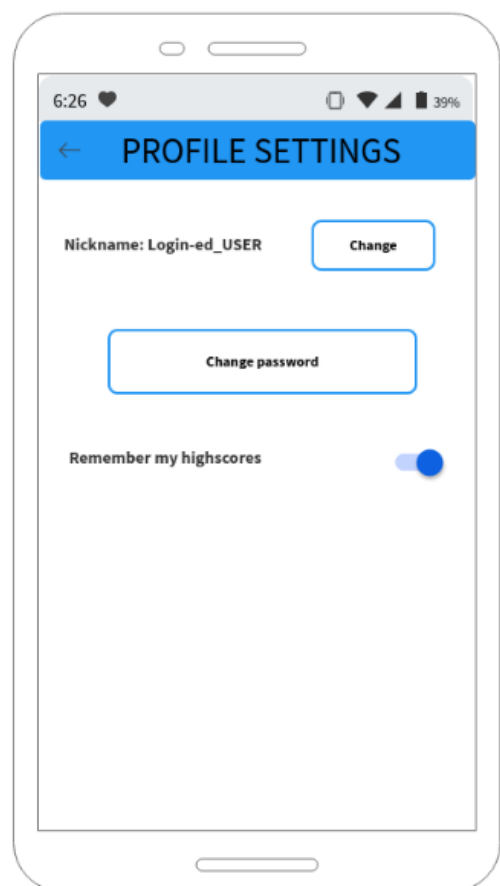 6:26 39%
PROFILE SETTINGS
Nickname: Login-ed_USER Change
Change password
Remember my highscores